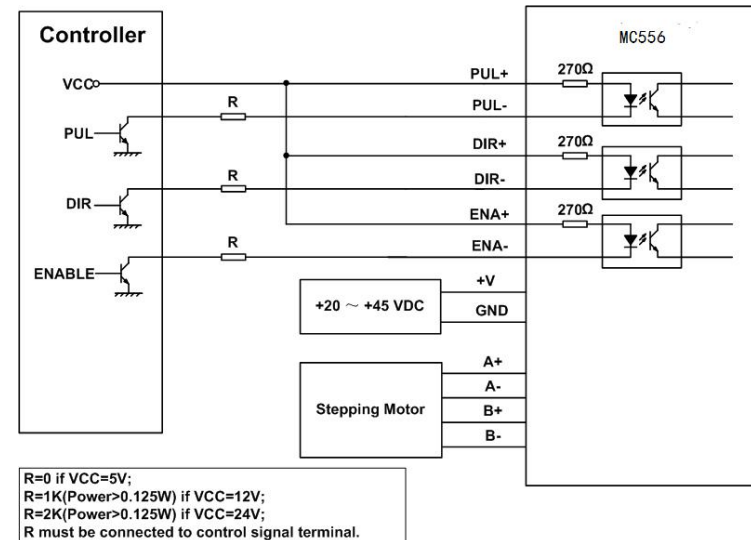 Controller
MC556
VCC
PUL+
270Ω
R
PUL-
PUL
DIR+
270Ω
R
DIR-
DIR
ENA+
270Ω
R
ENA-
ENABLE
+V
+20 ～ +45 VDC
GND
A+
A-
Stepping Motor
B+
B-
R=0 if VCC=5V;
R=1K(Power>0.125W) if VCC=12V;
R=2K(Power>0.125W) if VCC=24V;
R must be connected to control signal terminal.